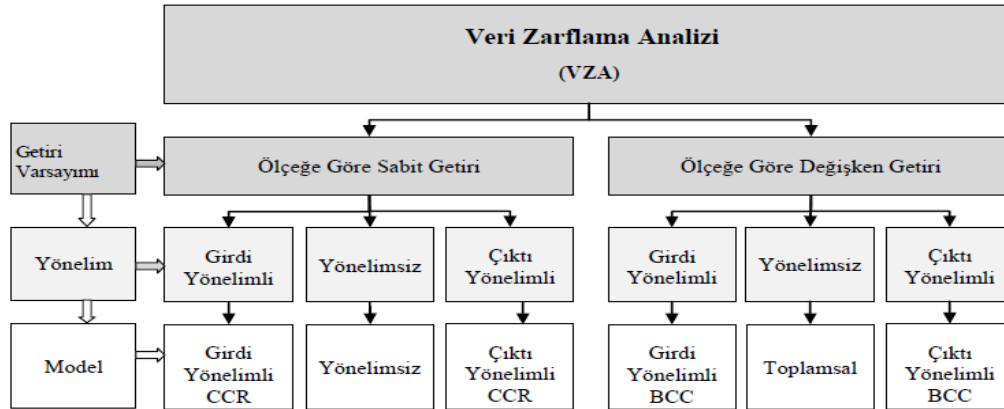 Veri Zarflama Analizi
(VZA)
Getiri
Varsayımı
Ölçeğe Göre Sabit Getiri
Ölçeğe Göre Değişken Getiri
Yönelim
Girdi
Yönelimli
Yönelimsiz
Çıktı
Yönelimli
Girdi
Yönelimli
Yönelimsiz
Çıktı
Yönelimli
Model
Girdi
Yönelimli
CCR
Yönelimsiz
Çıktı
Yönelimli
CCR
Girdi
Yönelimli
BCC
Toplamsal
Çıktı
Yönelimli
BCC